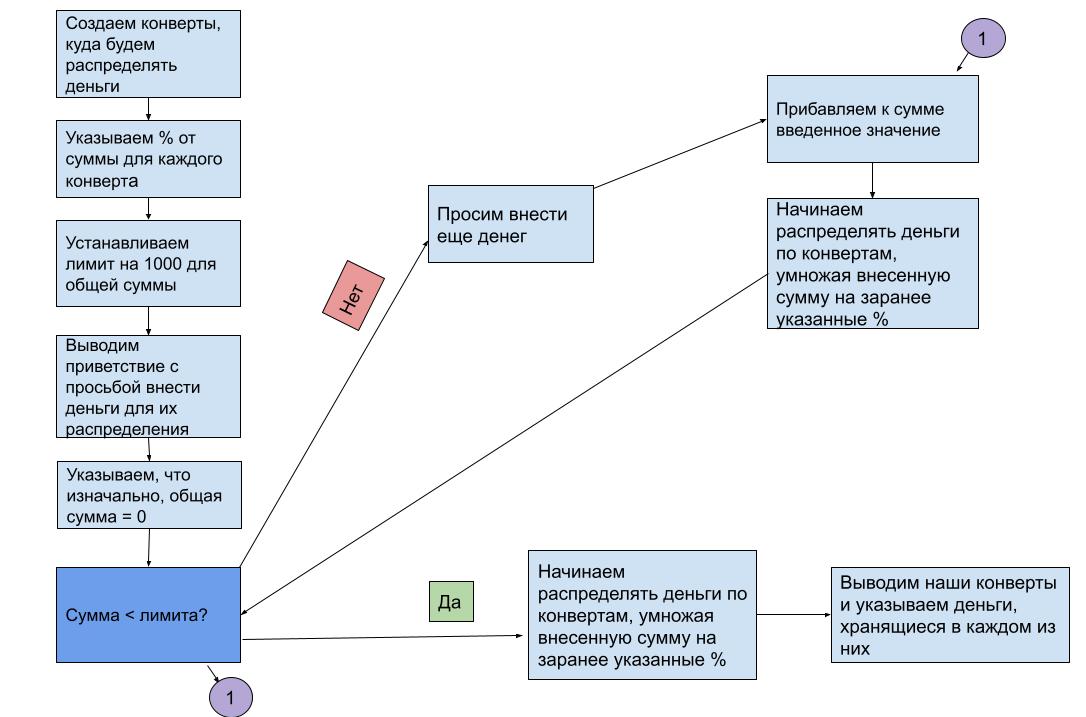 Создаем конверты,
куда будем
распределять
деньги
Указываем % от
суммы для каждого
конверта
Устанавливаем
лимит на 1000 для
общей суммы
Выводим
приветствие с
просьбой внести
деньги для их
распределения
Указываем, что
изначально, общая
сумма = 0
Сумма < лимита?
1
Нет
Просим внести
еще денег
1
Прибавляем к сумме
введенное значение
Начинаем
распределять деньги
по конвертам,
умножая внесенную
сумму на заранее
указанные %
Да
Начинаем
распределять деньги по
конвертам, умножая
внесенную сумму на
заранее указанные %
Выводим наши конверты
и указываем деньги,
хранящиеся в каждом из
них